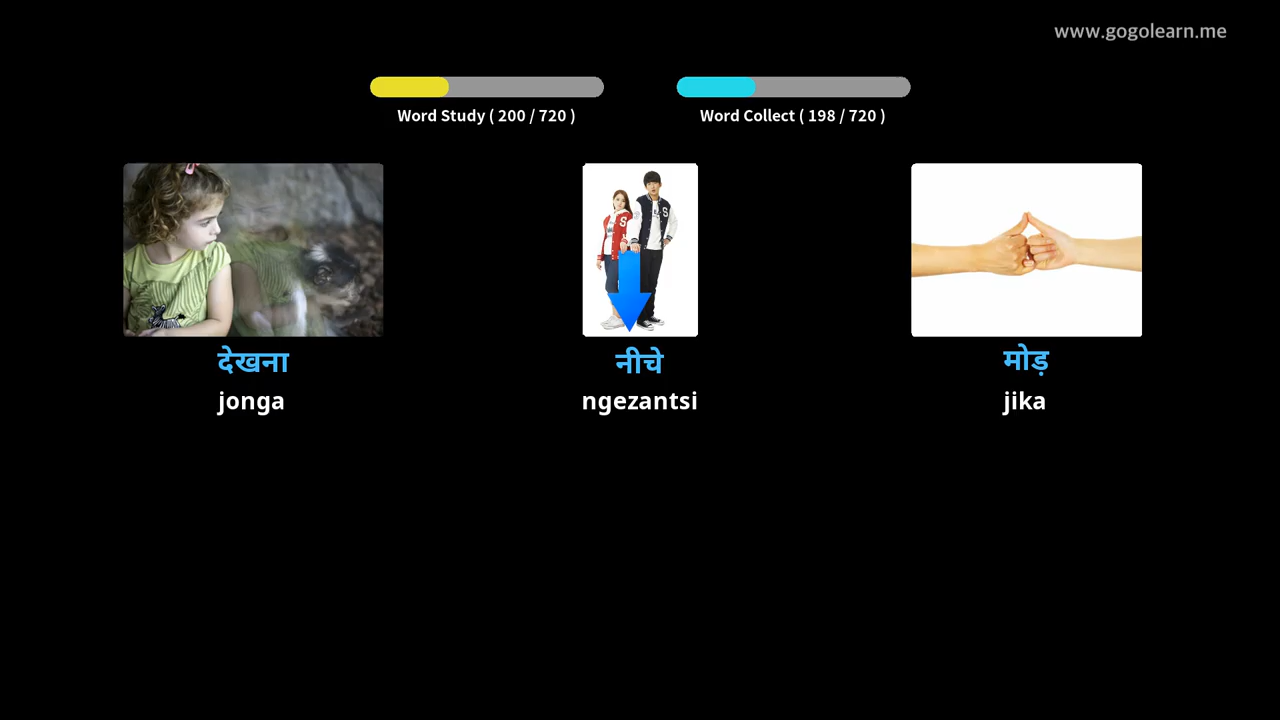 www.gogolearn.me
Word Study ( 200 / 720 )
Word Collect ( 198 / 720 )
देखना
नीचे
मोड़
jonga
ngezantsi
jika
S
S